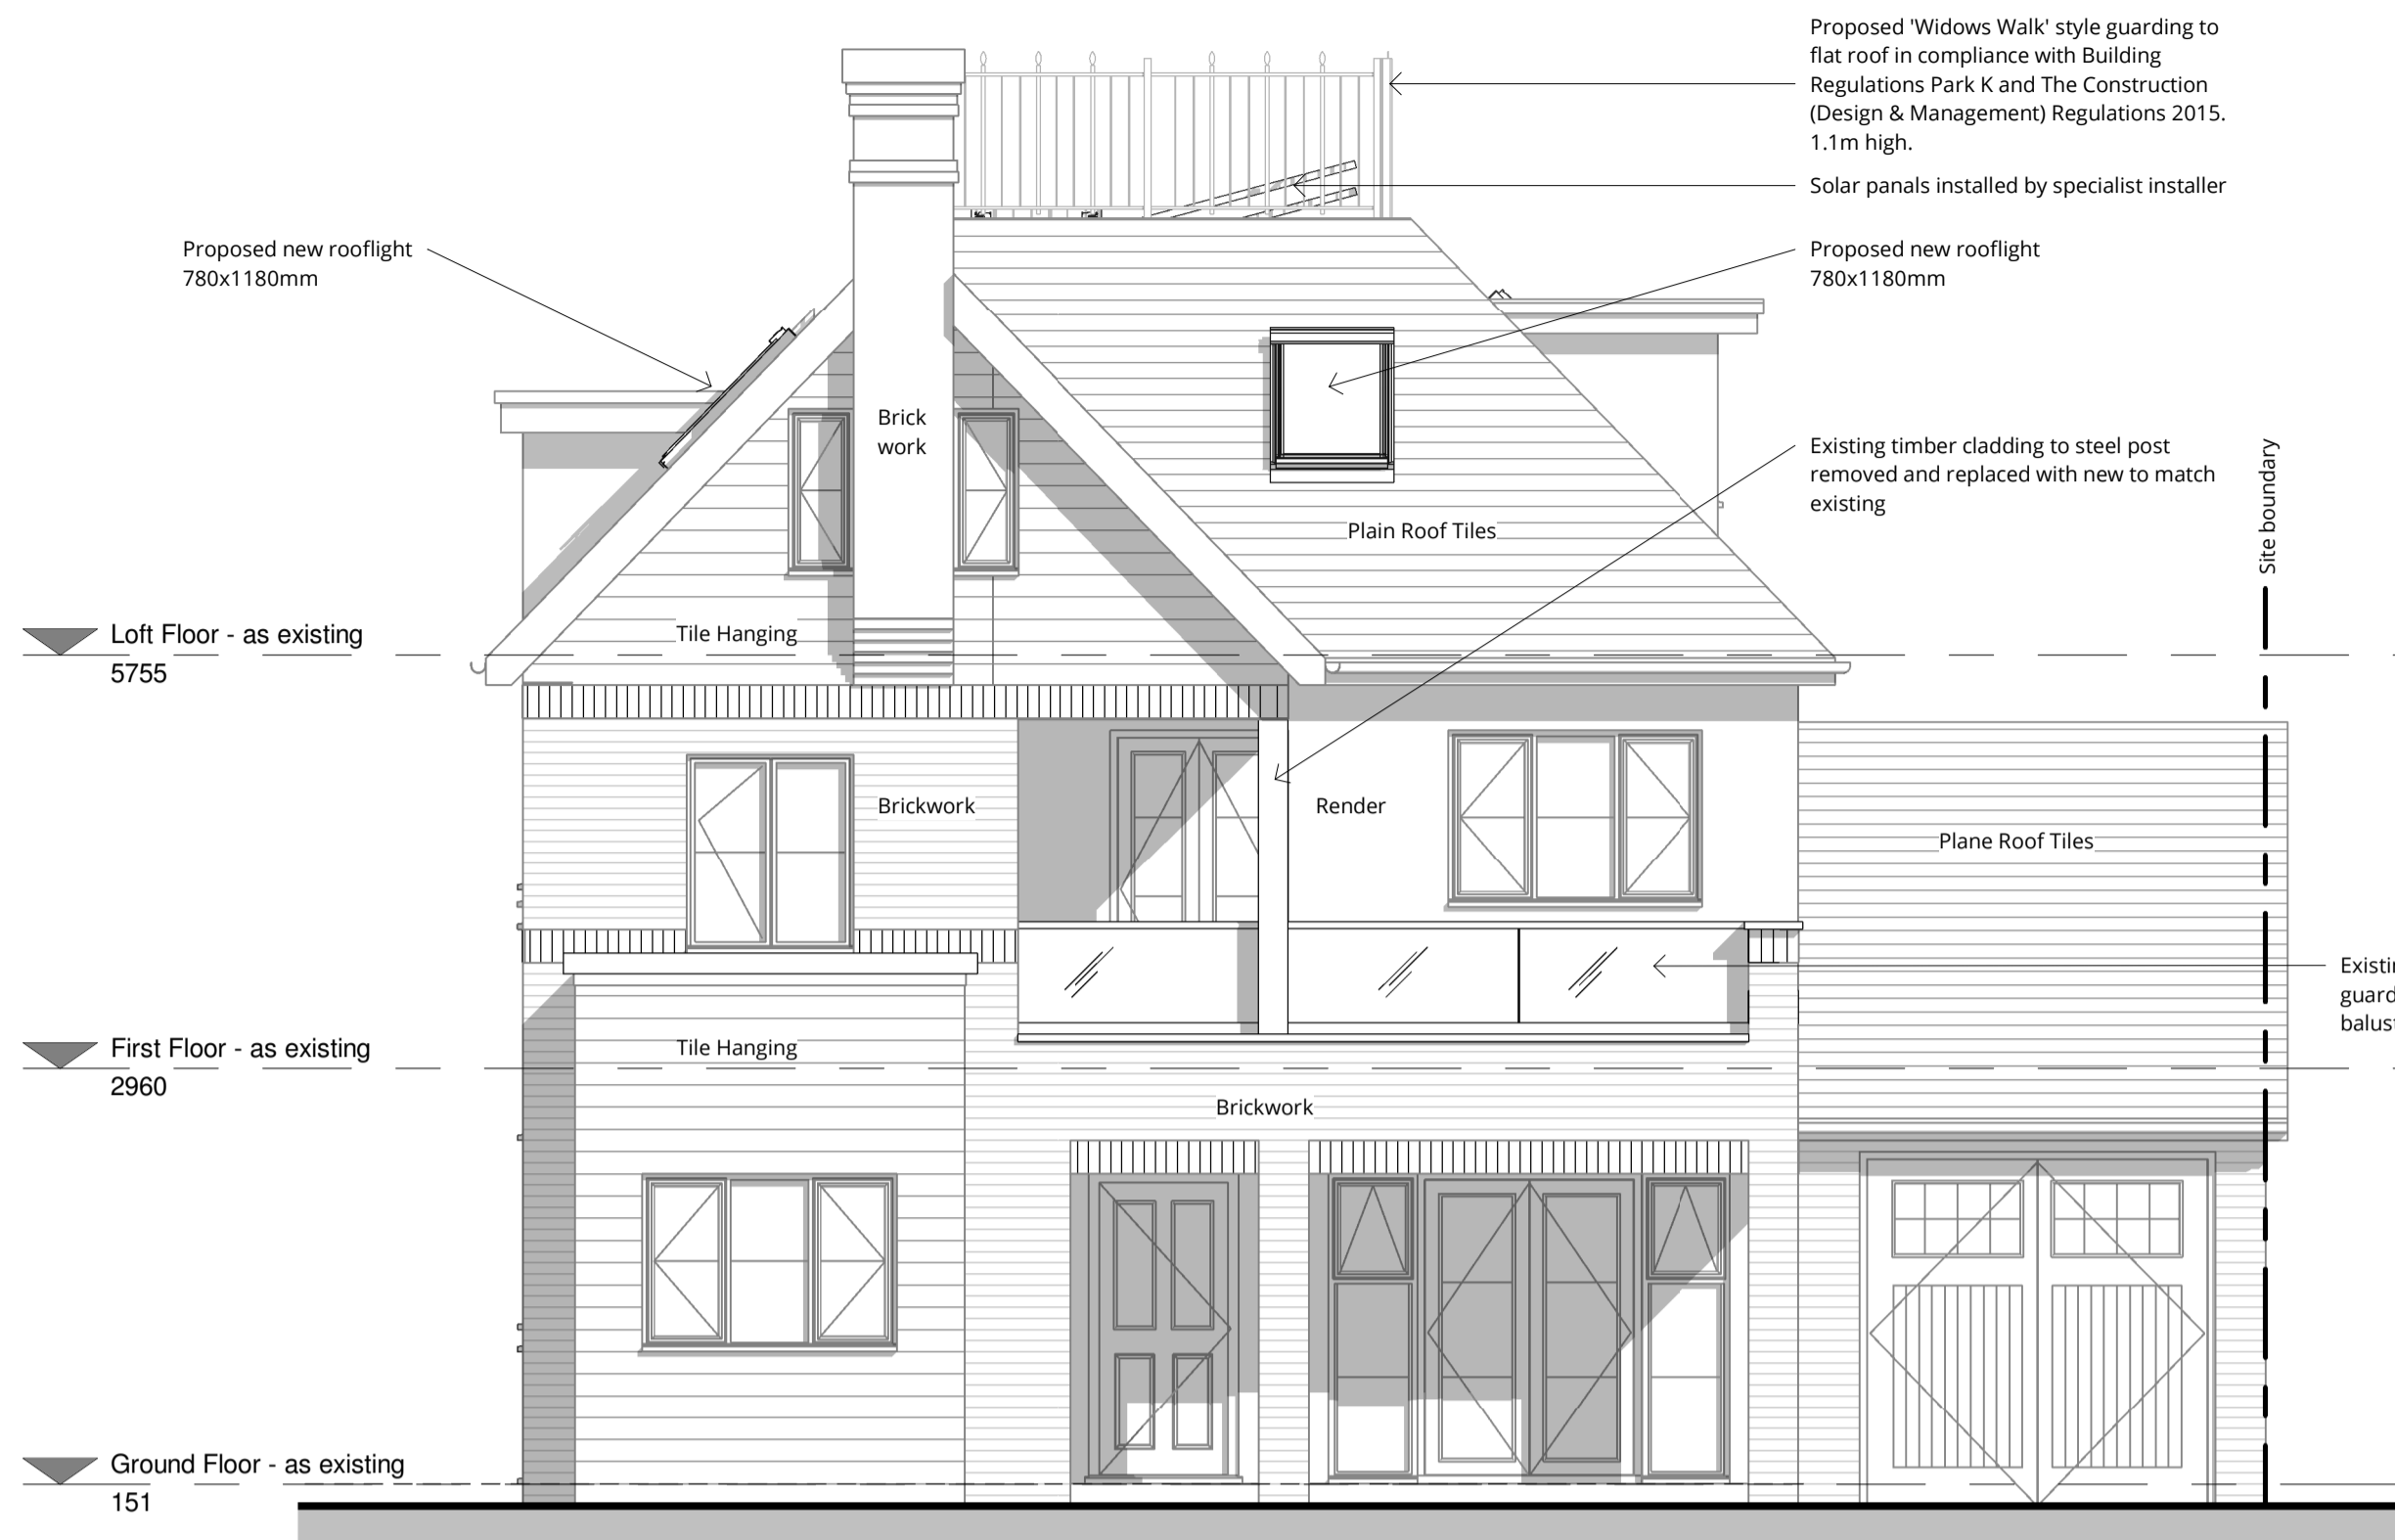 Proposed 'Widows Walk' style guarding to
flat roof in compliance with Building
Regulations Park K and The Construction
(Design & Management) Regulations 2015.
1.1m high.
Solar panals installed by specialist installer
Proposed new rooflight
780x1180mm
Proposed new rooflight
780x1180mm
Brick
work
Existing timber cladding to steel post
removed and replaced with new to match
existing
Site boundary
Plain Roof Tiles
Loft Floor - as existing
5755
Tile Hanging
Brickwork
Render
Plane Roof Tiles
First Floor - as existing
2960
Tile Hanging
Brickwork
Ground Floor - as existing
151